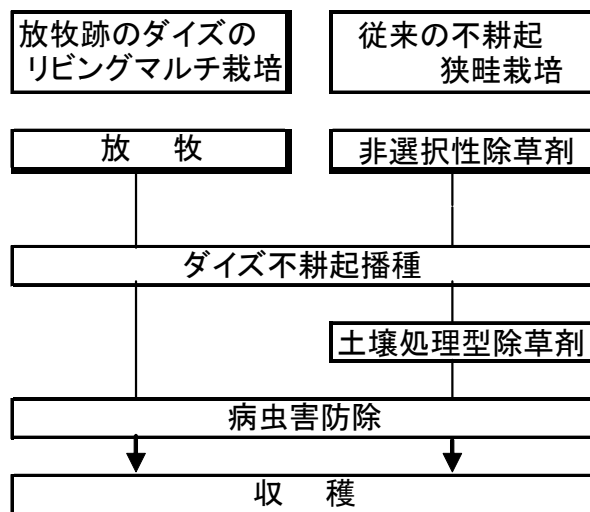 放牧跡のダイズの
リビングマルチ栽培
従来の不耕起
狭畦栽培
放　牧
非選択性除草剤
ダイズ不耕起播種
土壌処理型除草剤
病虫害防除
収　穫